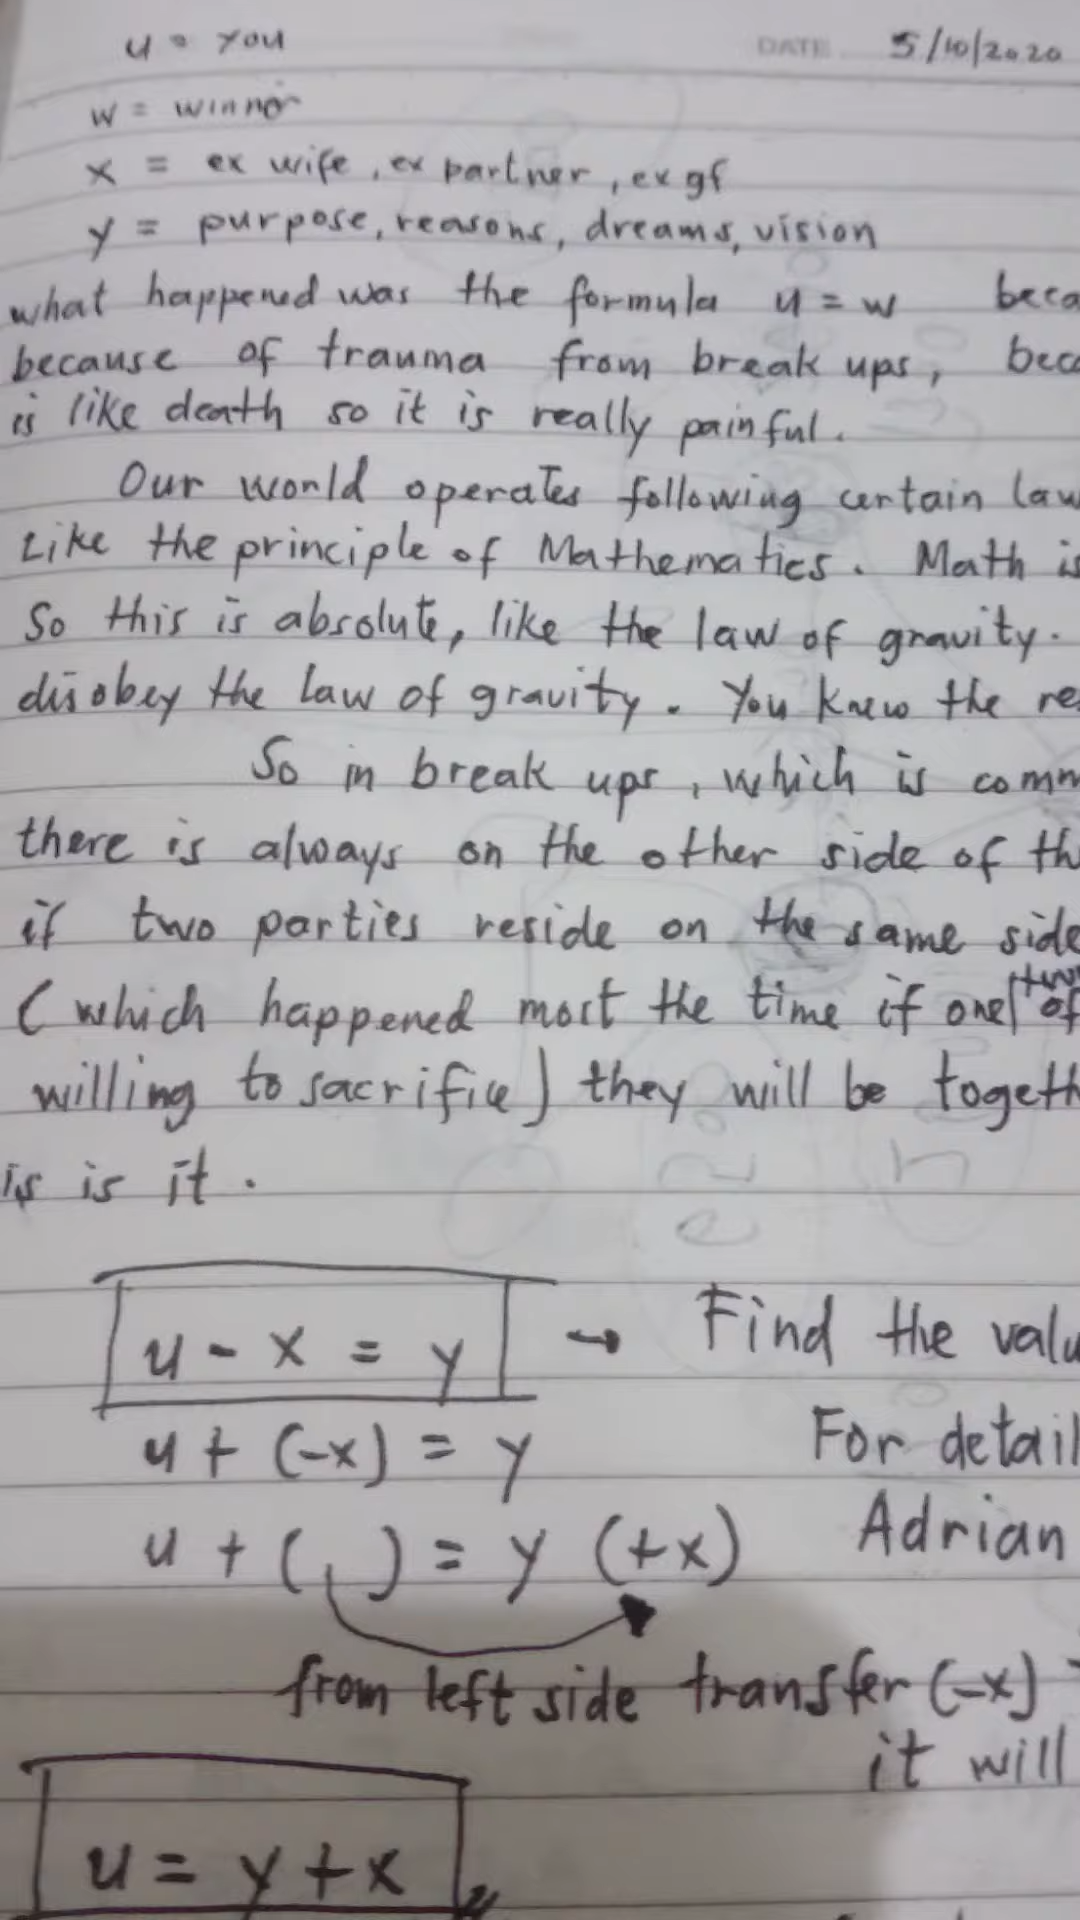 u = you
DATE 5/10/2020
w = winner
x = ex wife, ex partner, ex gf
y = purpose, reasons, dreams, vision
what happened was the formula u = w
because of trauma from break ups,
is like death so it is really painful.
Our world operates following certain
Like the principle of Mathematics. Math is
So this is absolute, like the law of gravity.
disobey the law of gravity. You know the
So in break ups, which is
there is always on the other side of
if two parties reside on the same side
(which happened most the time if one of
willing to sacrifice) they will be
is is it.
u - x = y → Find the
u + (-x) = y For
u + ( ) = y (+x) Adrian
from left side transfer (-x)
it will
u = y + x